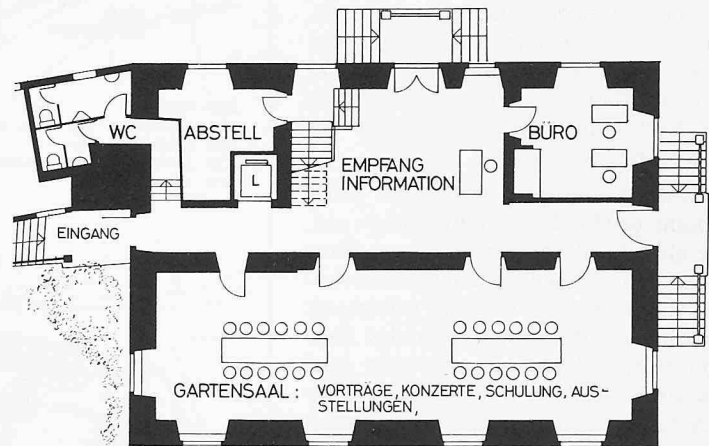 WC
ABSTELL
BÜRO
L
EMPFANG
INFORMATION
EINGANG
GARTENSAAL : VORTRÄGE, KONZERTE, SCHULUNG, AUS-
STELLUNGEN,